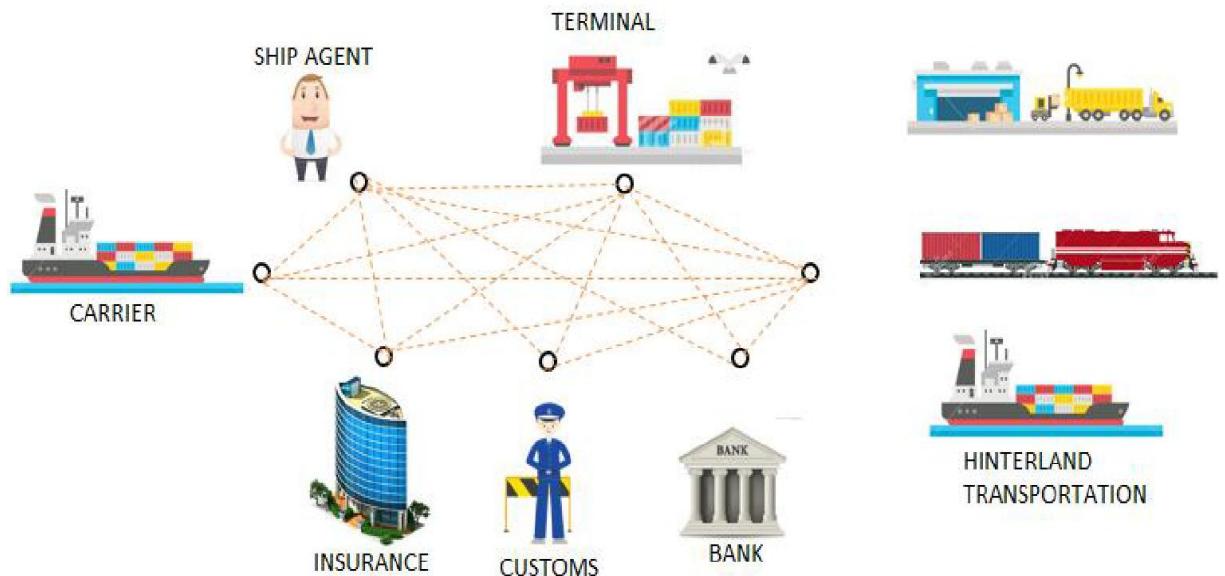 TERMINAL
SHIP AGENT
CARRIER
BANK
HINTERLAND
TRANSPORTATION
INSURANCE
CUSTOMS
BANK